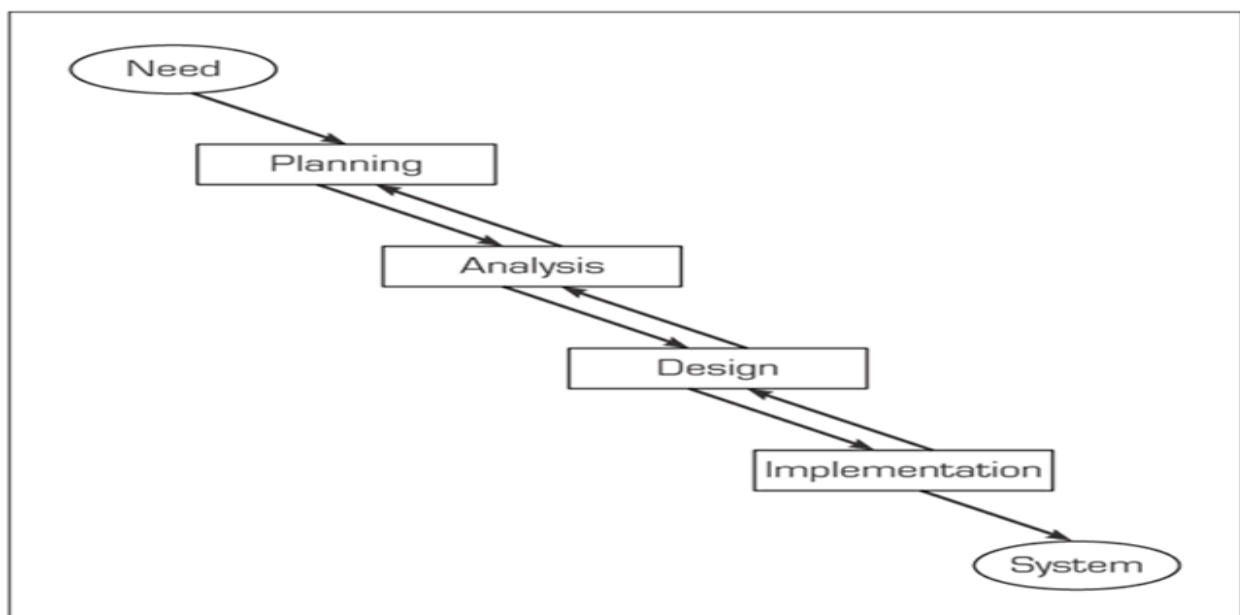 Need
Planning
Analysis
Design
Implementation
System